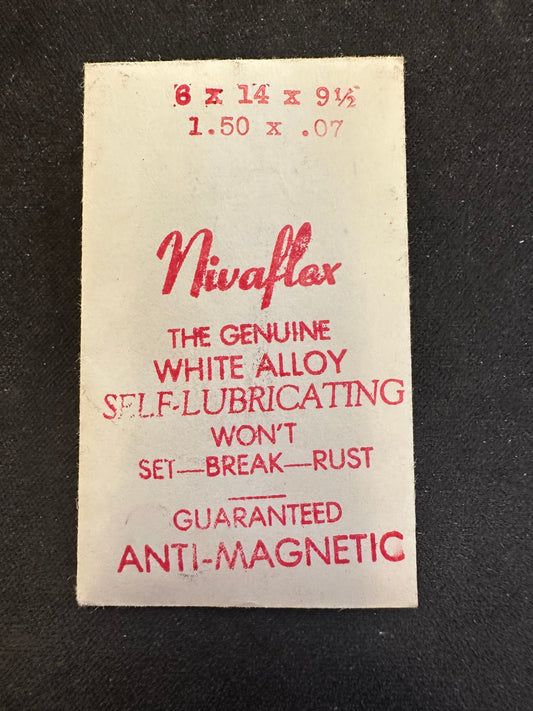 6 x 14 x 9½
1.50 x .07
Nivaflex
THE GENUINE
WHITE ALLOY
SELF-LUBRICATING
WON'T
SET—BREAK—RUST
GUARANTEED
ANTI-MAGNETIC